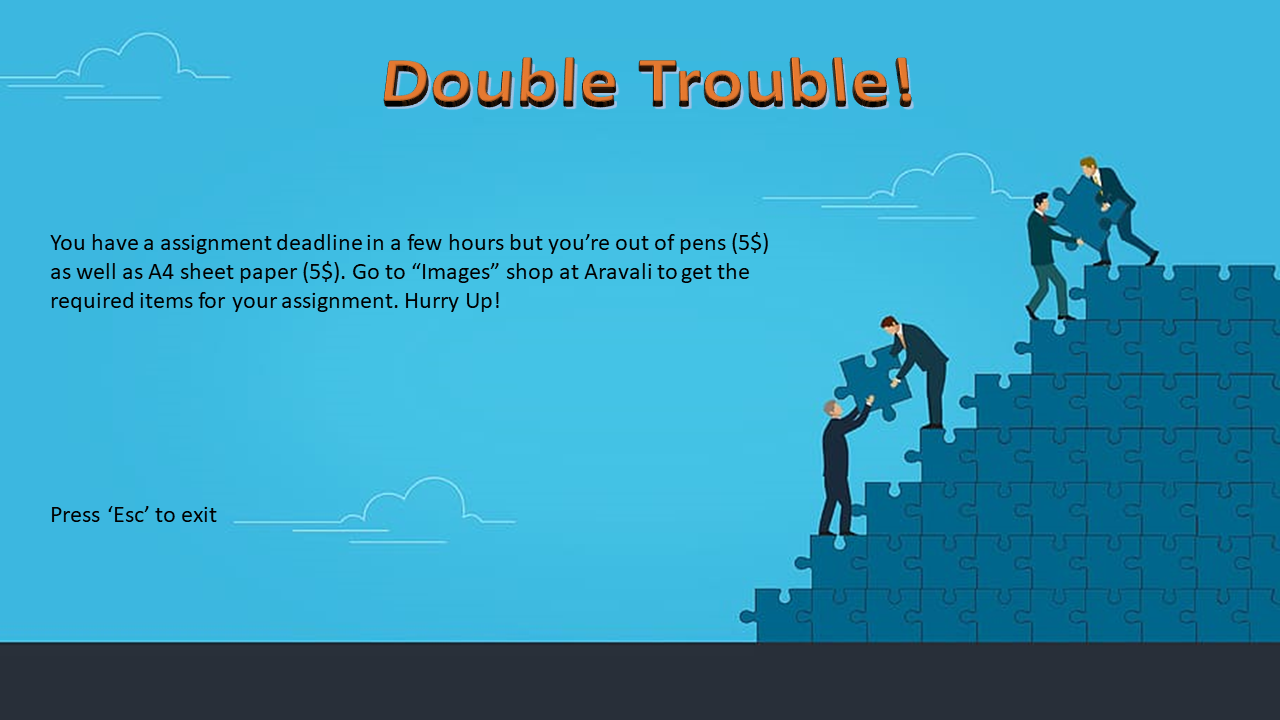 Double Trouble!
You have a assignment deadline in a few hours but you’re out of pens (5$)
as well as A4 sheet paper (5$). Go to “Images” shop at Aravali to get the
required items for your assignment. Hurry Up!
Press ‘Esc’ to exit